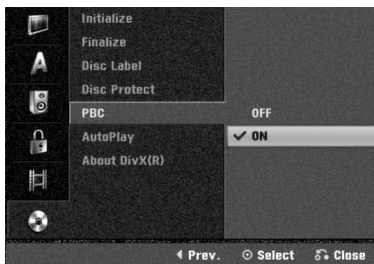 Initialize
Finalize
A
Disc Label
Disc Protect
PBC
OFF
AutoPlay
ON
About DivX(R)
Prev.
Select
Close